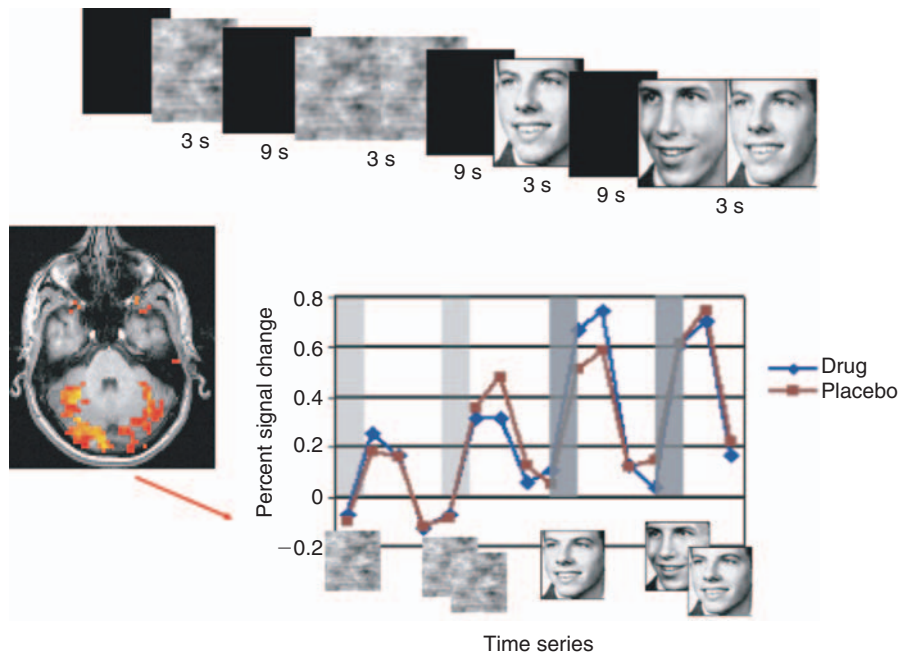 3 s
9 s
3 s
9 s
3 s
9 s
3 s
Percent signal change
0.8
0.6
0.4
0.2
0
−0.2
Drug
Placebo
Time series